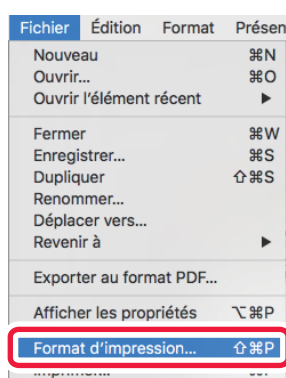 Fichier Édition Format Présen
Nouveau ⌘N
Ouvrir... ⌘O
Ouvrir l'élément récent ▶
Fermer ⌘W
Enregistrer... ⌘S
Dupliquer ⇧⌘S
Renommer...
Déplacer vers...
Revenir à ▶
Exporter au format PDF...
Afficher les propriétés ⌥⌘P
Format d'impression... ⇧⌘P